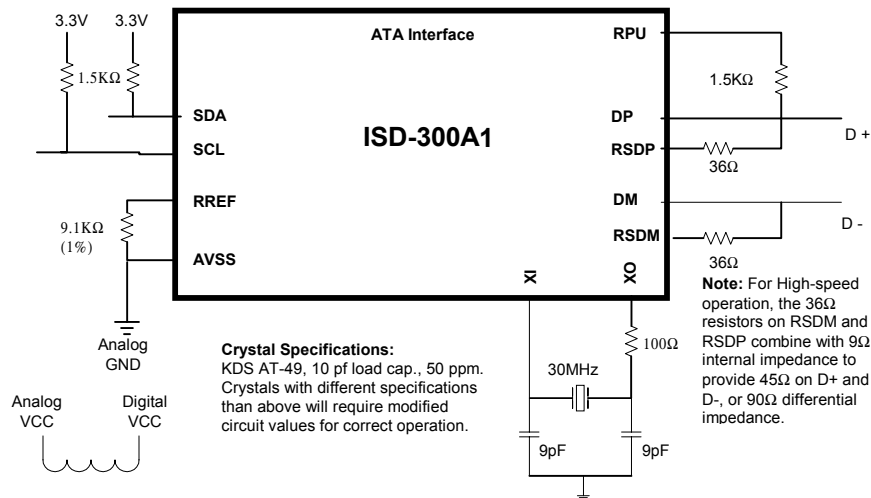 3.3V 3.3V
ATA Interface
RPU
1.5KΩ
1.5KΩ
SDA
DP
D +
ISD-300A1
SCL
RSDP
36Ω
RREF
DM
9.1KΩ
(1%)
D -
RSDM
AVSS
36Ω
XI
XO
Analog
GND
Note: For High-speed
operation, the 36Ω
resistors on RSDM and
RSDP combine with 9Ω
internal impedance to
provide 45Ω on D+ and
D-, or 90Ω differential
impedance.
100Ω
Crystal Specifications:
KDS AT-49, 10 pf load cap., 50 ppm.
Crystals with different specifications
than above will require modified
circuit values for correct operation.
30MHz
Analog
VCC
Digital
VCC
9pF
9pF